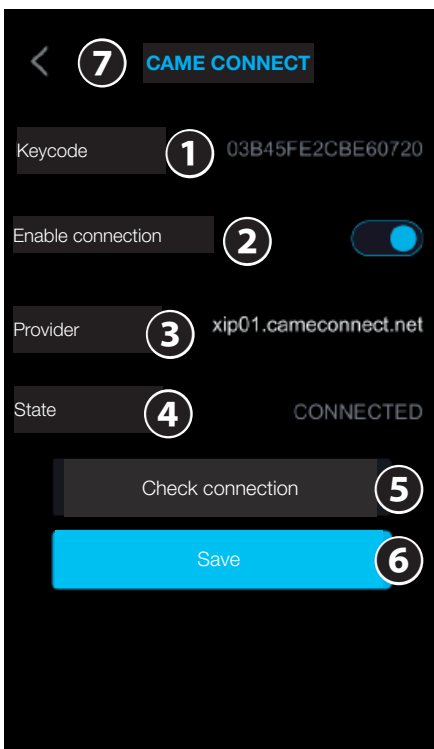 7 CAME CONNECT
Keycode 1 03B45FE2CBE60720
Enable connection 2
Provider 3 xip01.cameconnect.net
State 4 CONNECTED
Check connection 5
Save 6